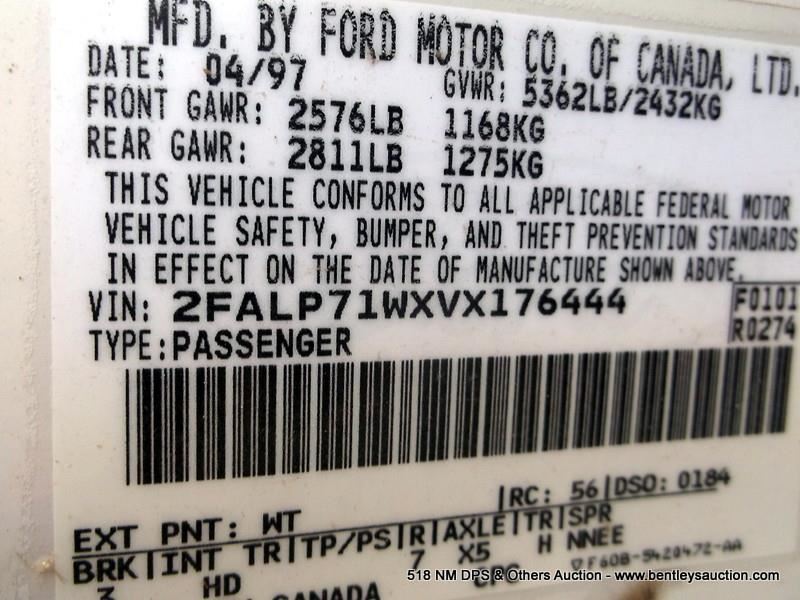 MFD. BY FORD MOTOR CO. OF CANADA, LTD.
DATE: 04/97 GVWR: 5362LB/2432KG
FRONT GAWR: 2576LB 1168KG
REAR GAWR: 2811LB 1275KG
THIS VEHICLE CONFORMS TO ALL APPLICABLE FEDERAL MOTOR
VEHICLE SAFETY, BUMPER, AND THEFT PREVENTION STANDARDS
IN EFFECT ON THE DATE OF MANUFACTURE SHOWN ABOVE.
VIN: 2FALP71WXVX176444 F0101
TYPE: PASSENGER R0274
EXT PNT: WT |RC: 56|DSO: 0184
BRK|INT TR|TP/PS|R|AXLE|TR|SPR
3 HD 7 X5 H NNEE
CANADA ▽F60B-5420472-AA
518 NM DPS & Others Auction - www.bentleysauction.com